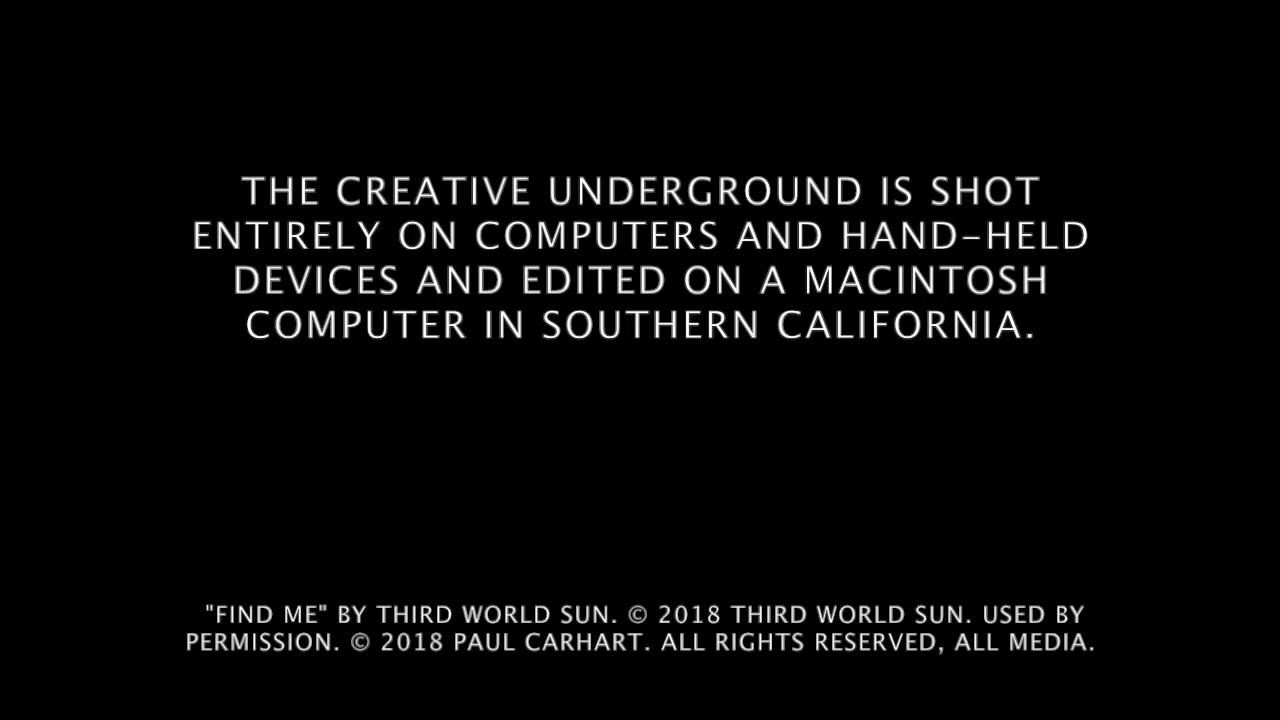 THE CREATIVE UNDERGROUND IS SHOT
ENTIRELY ON COMPUTERS AND HAND-HELD
DEVICES AND EDITED ON A MACINTOSH
COMPUTER IN SOUTHERN CALIFORNIA.
"FIND ME" BY THIRD WORLD SUN. © 2018 THIRD WORLD SUN. USED BY
PERMISSION. © 2018 PAUL CARHART. ALL RIGHTS RESERVED, ALL MEDIA.